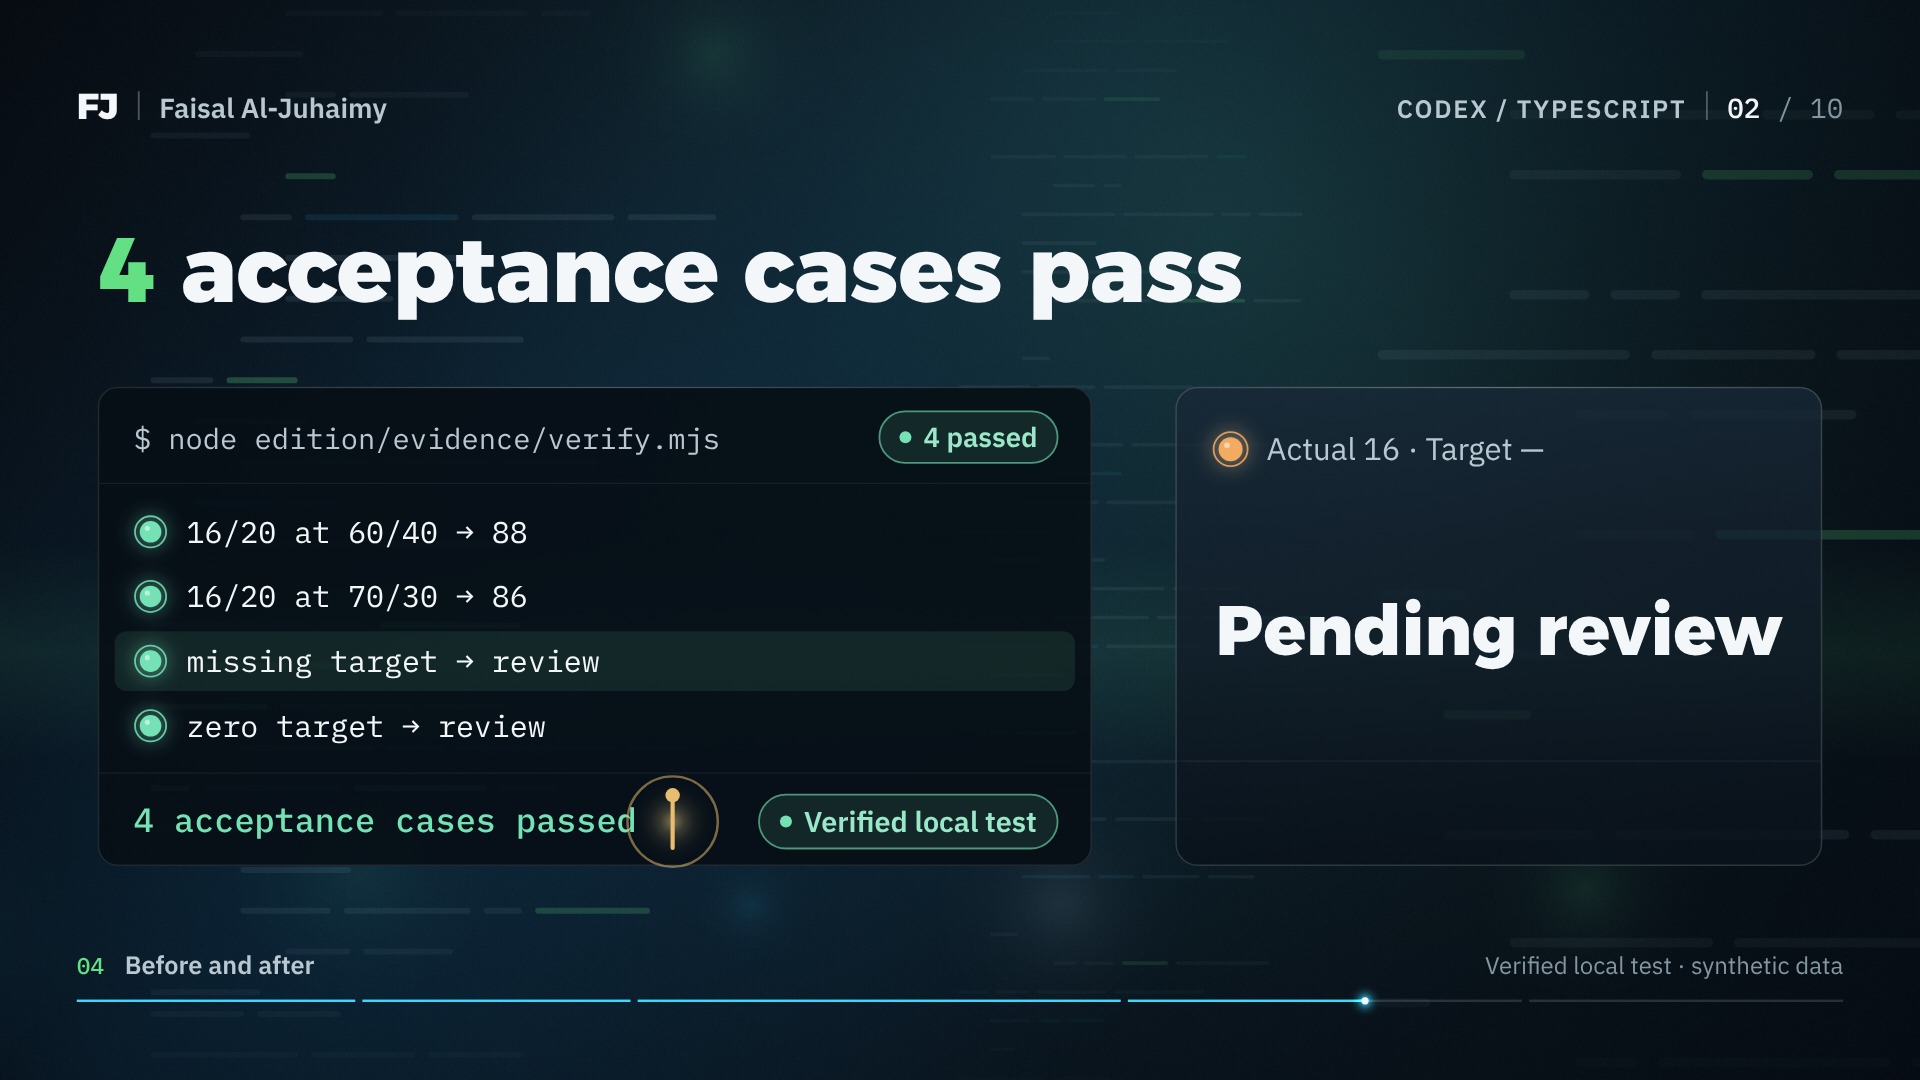 FJ Faisal Al-Juhaimy
CODEX / TYPESCRIPT 02 / 10
4 acceptance cases pass
$ node edition/evidence/verify.mjs
4 passed
16/20 at 60/40 → 88
16/20 at 70/30 → 86
missing target → review
zero target → review
4 acceptance cases passed
Verified local test
Actual 16 · Target —
Pending review
04 Before and after
Verified local test · synthetic data